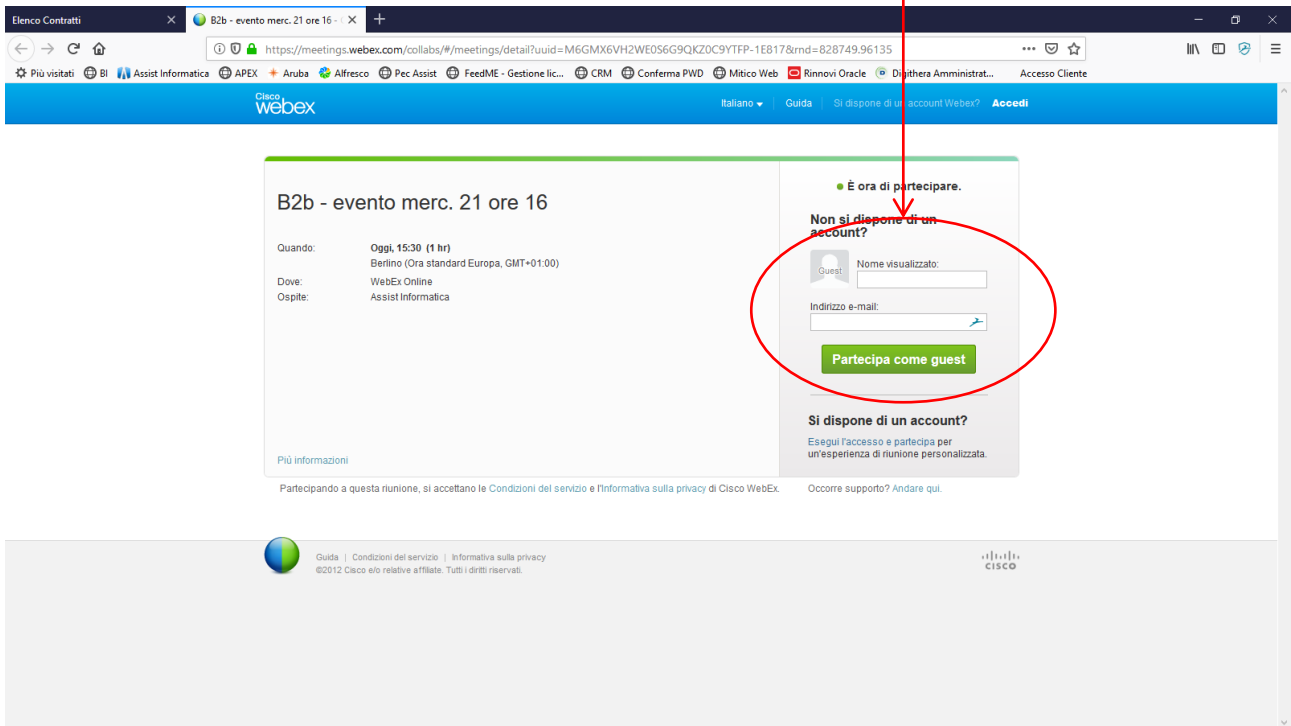 Elenco Contratti
B2b - evento merc. 21 ore 16 -
https://meetings.webex.com/collabs/#/meetings/detail?uuid=M6GMX6VH2WE0S6G9QKZ0C9YTFP-1E817&rnd=828749.96135
Più visitati BI Assist Informatica APEX Aruba Alfresco Pec Assist FeedME - Gestione lic... CRM Conferma PWD Mitico Web Rinnovi Oracle Digithera Amministrat... Accesso Cliente
Cisco
webex
Italiano Guida Si dispone di un account Webex? Accedi
B2b - evento merc. 21 ore 16
Quando: Oggi, 15:30 (1 hr)
Berlino (Ora standard Europa, GMT+01:00)
Dove: WebEx Online
Ospite: Assist Informatica
Più informazioni
È ora di partecipare.
Non si dispone di un
account?
Guest
Nome visualizzato:
Indirizzo e-mail:
Partecipa come guest
Si dispone di un account?
Esegui l'accesso e partecipa per
un'esperienza di riunione personalizzata.
Partecipando a questa riunione, si accettano le Condizioni del servizio e l'Informativa sulla privacy di Cisco WebEx.
Occorre supporto? Andare qui.
Guida | Condizioni del servizio | Informativa sulla privacy
©2012 Cisco e/o relative affiliate. Tutti i diritti riservati.
CISCO